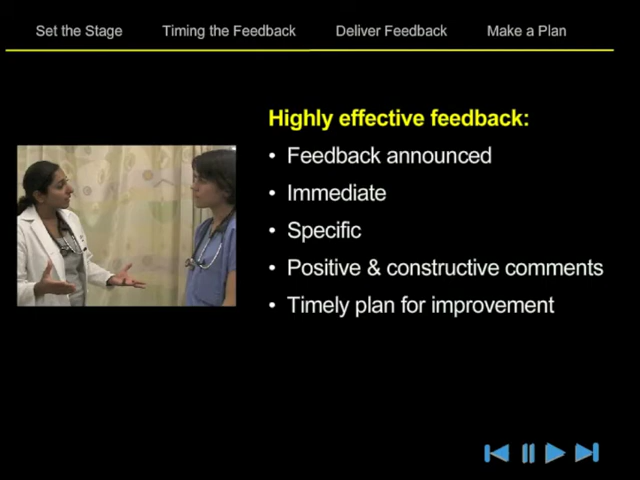 Set the Stage Timing the Feedback Deliver Feedback Make a Plan
Highly effective feedback:
• Feedback announced
• Immediate
• Specific
• Positive & constructive comments
• Timely plan for improvement